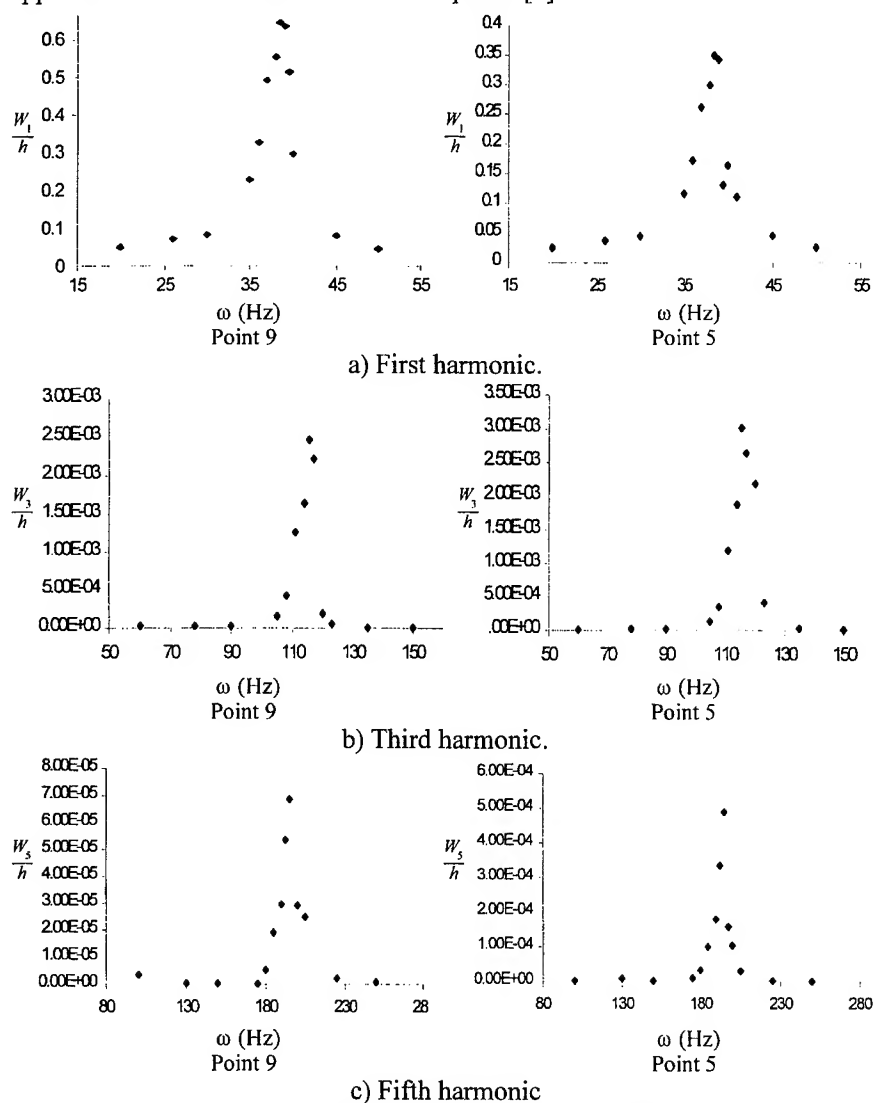 0.6
0.5
0.4
0.3
0.2
0.1
0
W1
h
15 25 35 45 55
ω (Hz)
Point 9
0.4
0.35
0.3
0.25
0.2
0.15
0.1
0.05
0
W1
h
15 25 35 45 55
ω (Hz)
Point 5
a) First harmonic.
3.00E-03
2.50E-03
2.00E-03
1.50E-03
1.00E-03
5.00E-04
0.00E+00
W3
h
50 70 90 110 130 150
ω (Hz)
Point 9
3.50E-03
3.00E-03
2.50E-03
2.00E-03
1.50E-03
1.00E-03
5.00E-04
.00E+00
W3
h
50 70 90 110 130 150
ω (Hz)
Point 5
b) Third harmonic.
8.00E-05
7.00E-05
6.00E-05
5.00E-05
4.00E-05
3.00E-05
2.00E-05
1.00E-05
0.00E+00
W5
h
80 130 180 230 28
ω (Hz)
Point 9
6.00E-04
5.00E-04
4.00E-04
3.00E-04
2.00E-04
1.00E-04
0.00E+00
W5
h
80 130 180 230 280
ω (Hz)
Point 5
c) Fifth harmonic